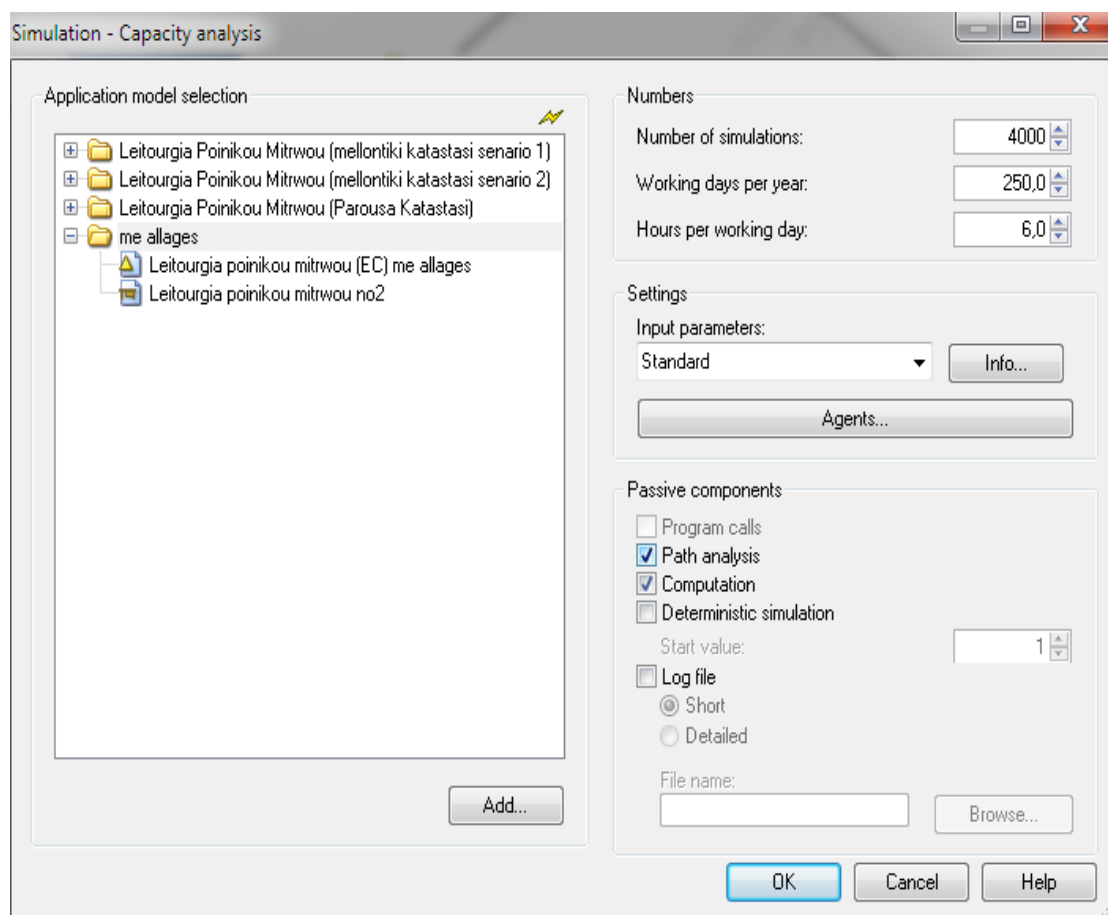 Simulation - Capacity analysis
Application model selection
Leitourgia Poinikou Mitrwou (mellontiki katastasi senario 1)
Leitourgia Poinikou Mitrwou (mellontiki katastasi senario 2)
Leitourgia Poinikou Mitrwou (Parousa Katastasi)
me allages
Leitourgia poinikou mitrwou (EC) me allages
Leitourgia poinikou mitrwou no2
Add...
Numbers
Number of simulations: 4000
Working days per year: 250,0
Hours per working day: 6,0
Settings
Input parameters:
Standard Info...
Agents...
Passive components
Program calls
Path analysis
Computation
Deterministic simulation
Start value: 1
Log file
Short
Detailed
File name:
Browse...
OK Cancel Help